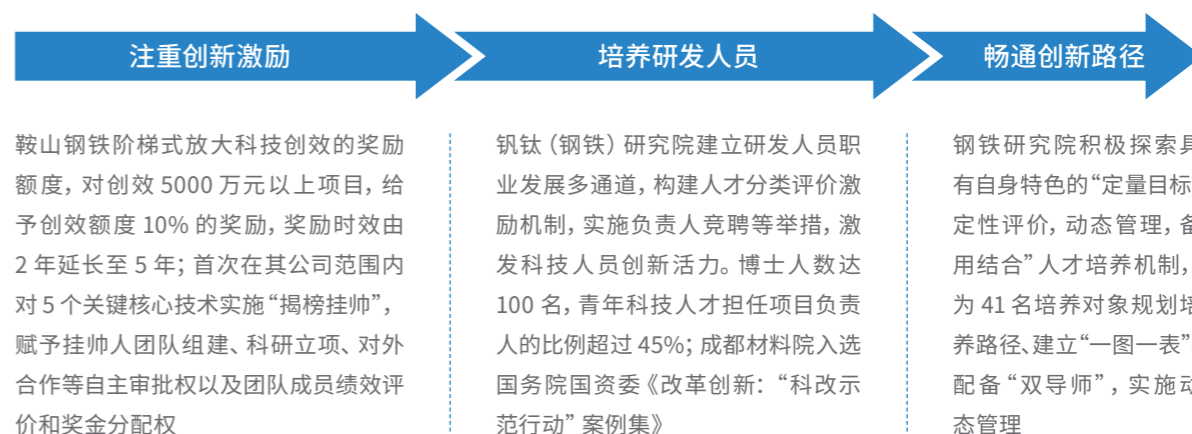 注重创新激励
鞍山钢铁阶梯式放大科技创效的奖励
额度，对创效 5000 万元以上项目，给
予创效额度 10% 的奖励，奖励时效由
2 年延长至 5 年；首次在其公司范围内
对 5 个关键核心技术实施“揭榜挂帅”，
赋予挂帅人团队组建、科研立项、对外
合作等自主审批权以及团队成员绩效评
价和奖金分配权
培养研发人员
钒钛（钢铁）研究院建立研发人员职
业发展多通道，构建人才分类评价激
励机制，实施负责人竞聘等举措，激
发科技人员创新活力。博士人数达
100 名，青年科技人才担任项目负责
人的比例超过 45%；成都材料院入选
国务院国资委《改革创新：“科改示
范行动”案例集》
畅通创新路径
钢铁研究院积极探索具
有自身特色的“定量目标，
定性评价，动态管理，备
用结合”人才培养机制，
为 41 名培养对象规划培
养路径、建立“一图一表”
配备“双导师”，实施动
态管理